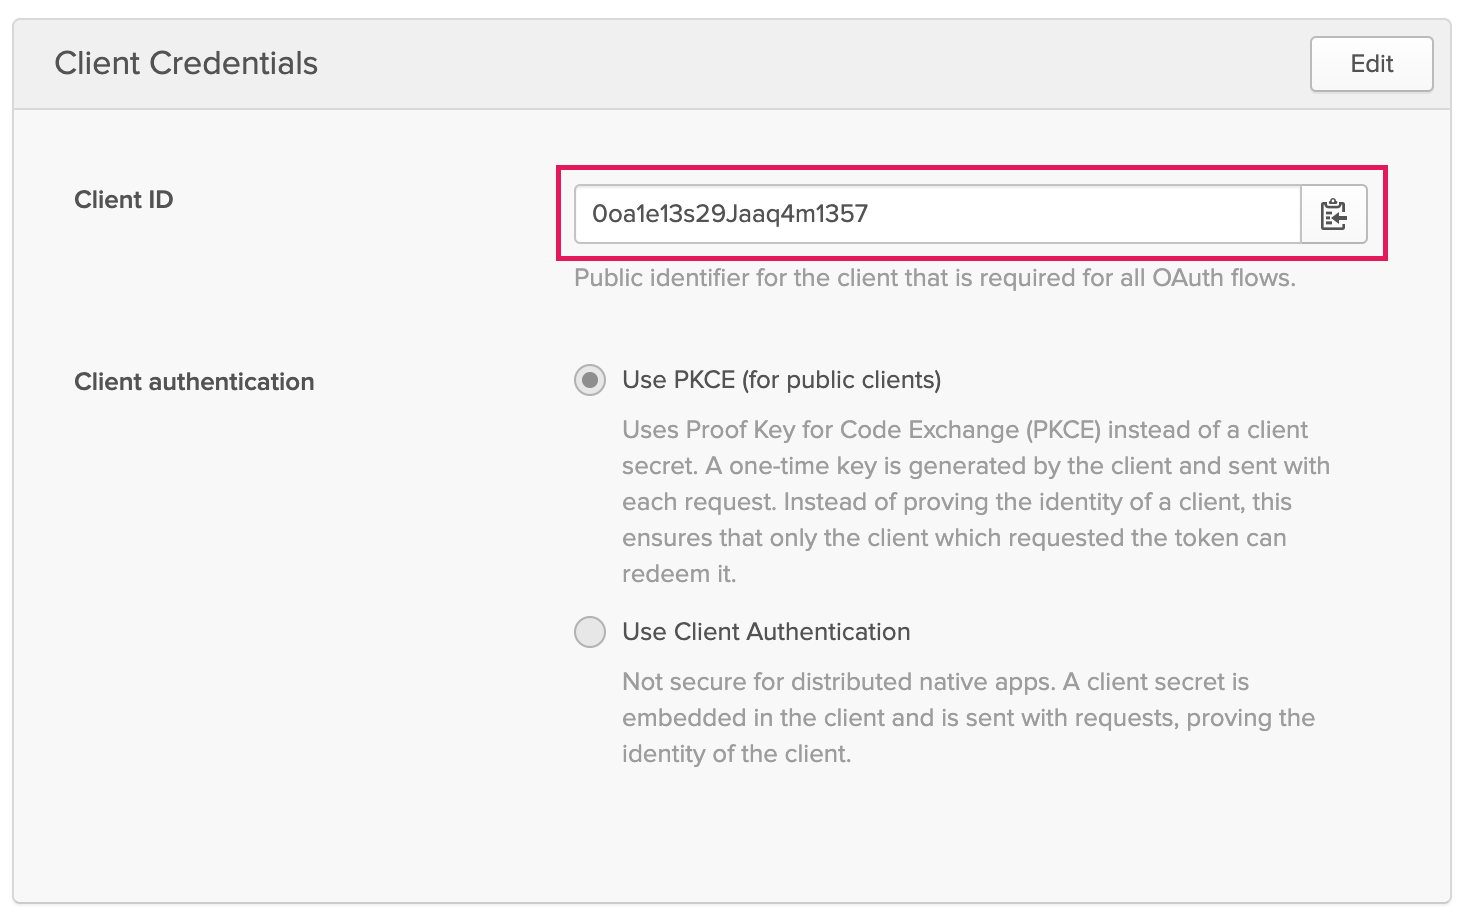 Client Credentials
Edit
Client ID
0oa1e13s29Jaaq4m1357
Public identifier for the client that is required for all OAuth flows.
Client authentication
Use PKCE (for public clients)
Uses Proof Key for Code Exchange (PKCE) instead of a client
secret. A one-time key is generated by the client and sent with
each request. Instead of proving the identity of a client, this
ensures that only the client which requested the token can
redeem it.
Use Client Authentication
Not secure for distributed native apps. A client secret is
embedded in the client and is sent with requests, proving the
identity of the client.